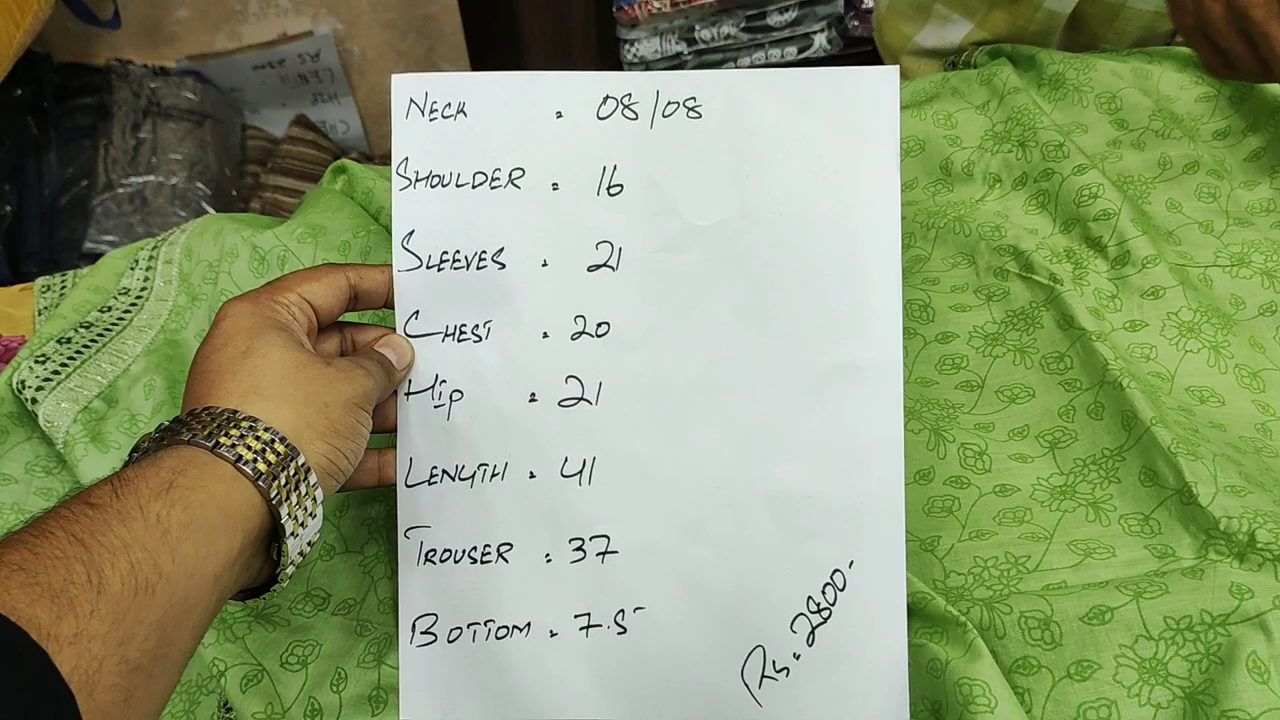 NECK = 08/08
SHOULDER = 16
SLEEVES = 21
CHEST = 20
Hip = 21
LENGTH = 41
TROUSER = 37
BOTTOM = 7.5
Rs = 2800-